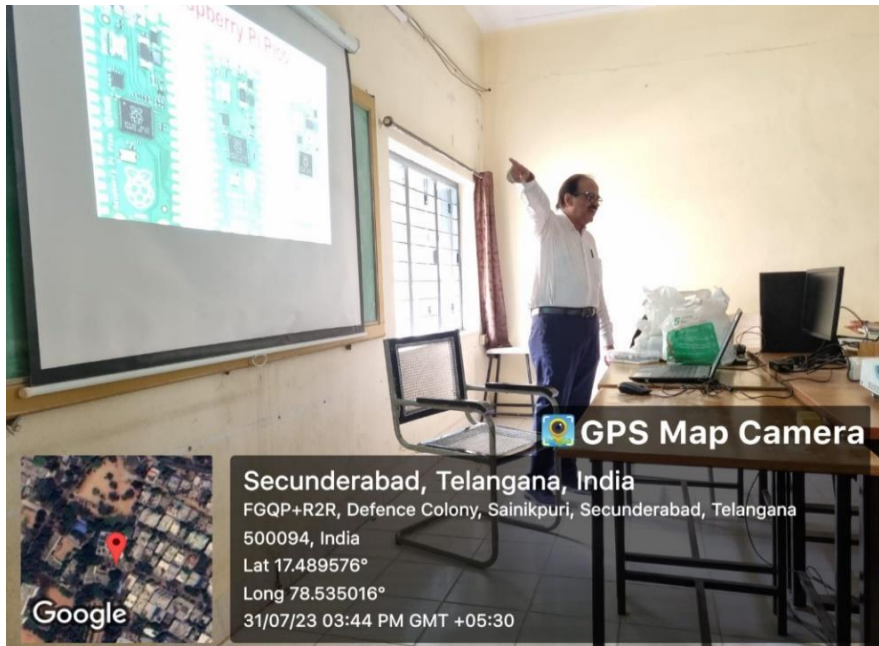 Raspberry Pi Pico
GPS Map Camera
Secunderabad, Telangana, India
FGQP+R2R, Defence Colony, Sainikpuri, Secunderabad, Telangana
500094, India
Lat 17.489576°
Long 78.535016°
31/07/23 03:44 PM GMT +05:30
Google